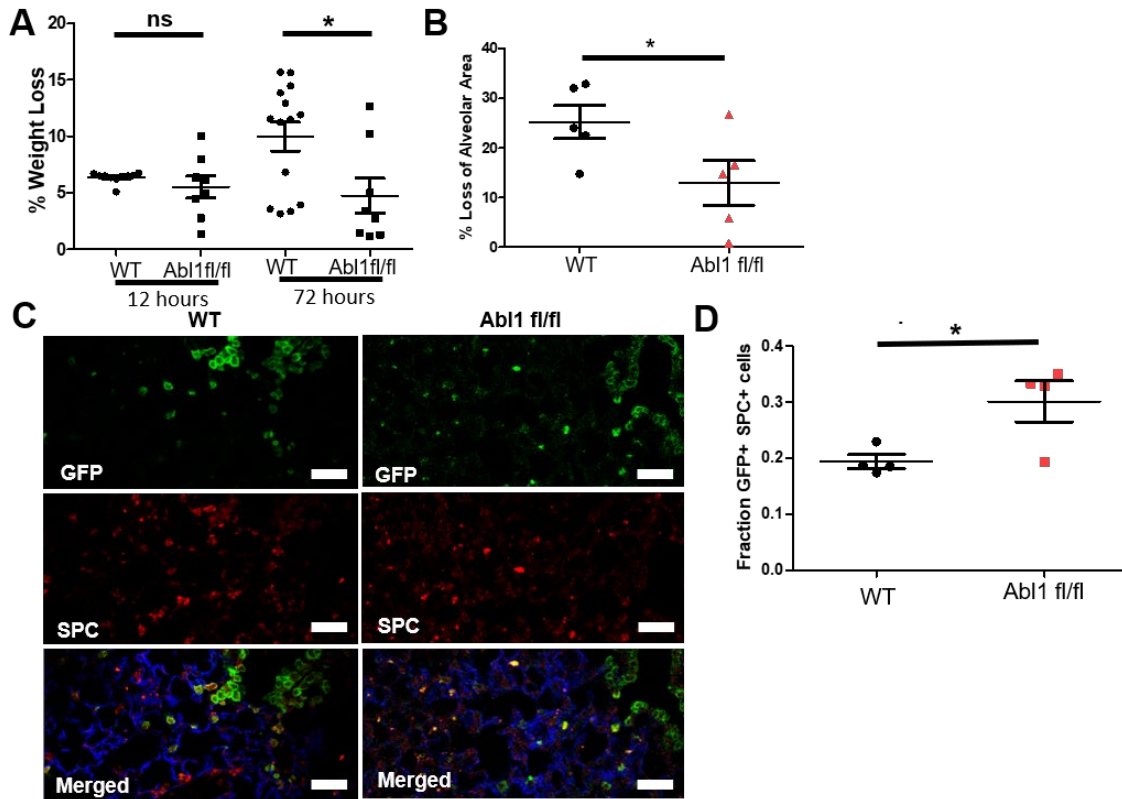 A
% Weight Loss
20
15
10
5
0
ns
*
WT
Abl1fl/fl
WT
Abl1fl/fl
12 hours
72 hours
B
% Loss of Alveolar Area
40
30
20
10
0
*
WT
Abl1 fl/fl
C
WT
Abl1 fl/fl
GFP
GFP
SPC
SPC
Merged
Merged
D
Fraction GFP+ SPC+ cells
0.4
0.3
0.2
0.1
0.0
*
WT
Abl1 fl/fl